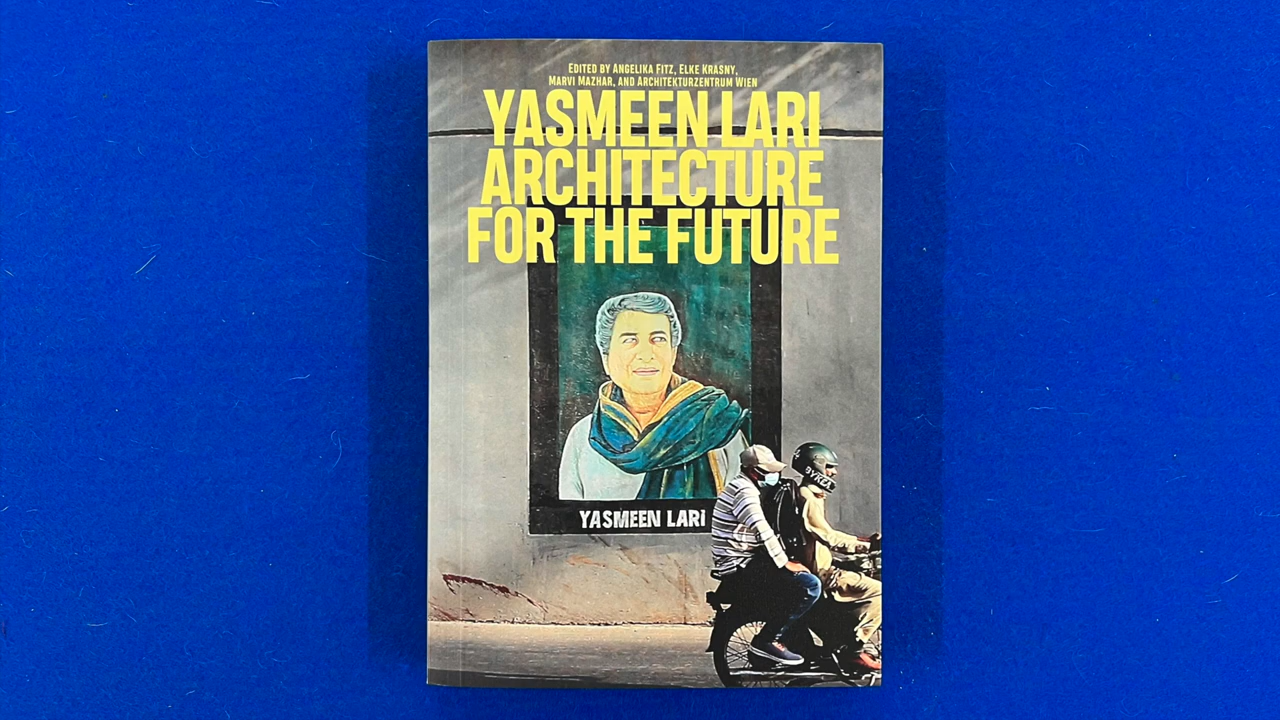 EDITED BY ANGELIKA FITZ, ELKE KRASNY,
MARVI MAZHAR, AND ARCHITEKTURZENTRUM WIEN
YASMEEN LARI
ARCHITECTURE
FOR THE FUTURE
YASMEEN LARI